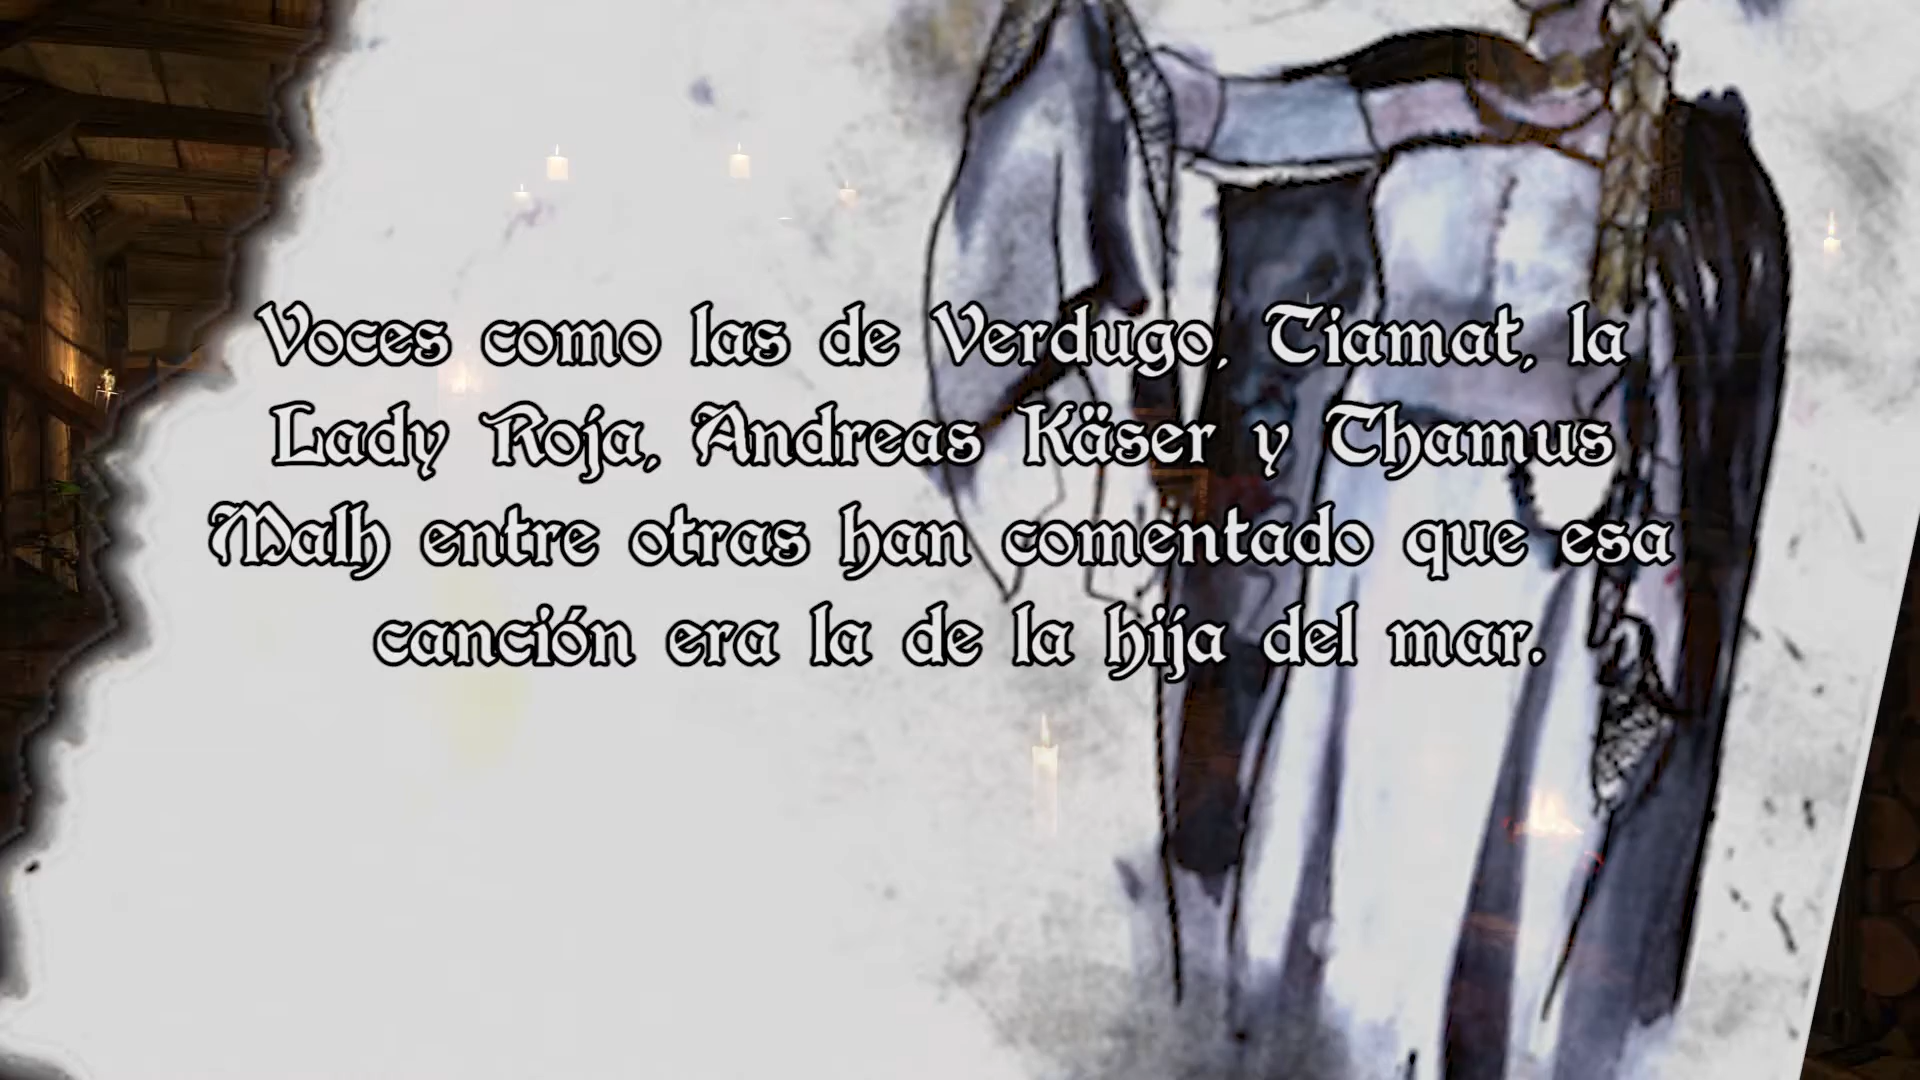 Voces como las de Verdugo, Tiamat, la
Lady Roja, Andreas Käser y Thamus
Malh entre otras han comentado que esa
canción era la de la hija del mar.